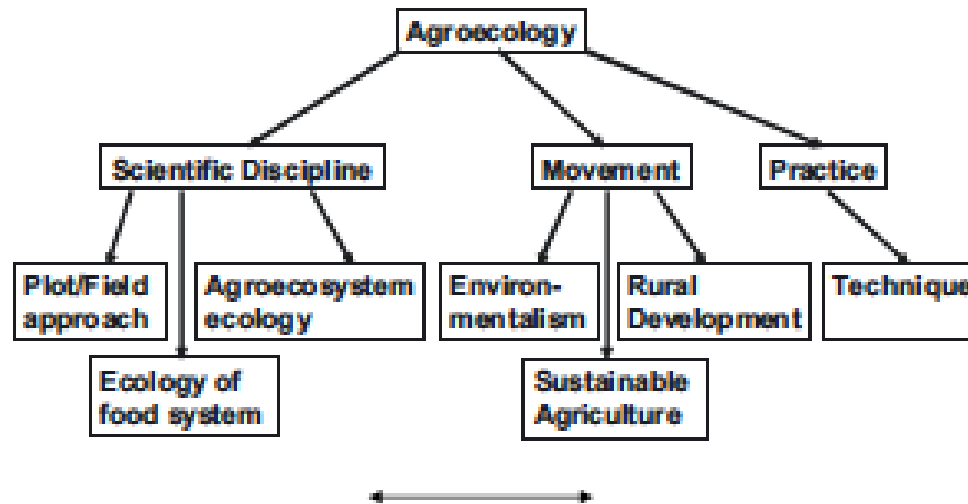 Agroecology
Scientific Discipline
Movement
Practice
Plot/Field
approach
Agroecosystem
ecology
Environ-
mentalism
Rural
Development
Technique
Ecology of
food system
Sustainable
Agriculture